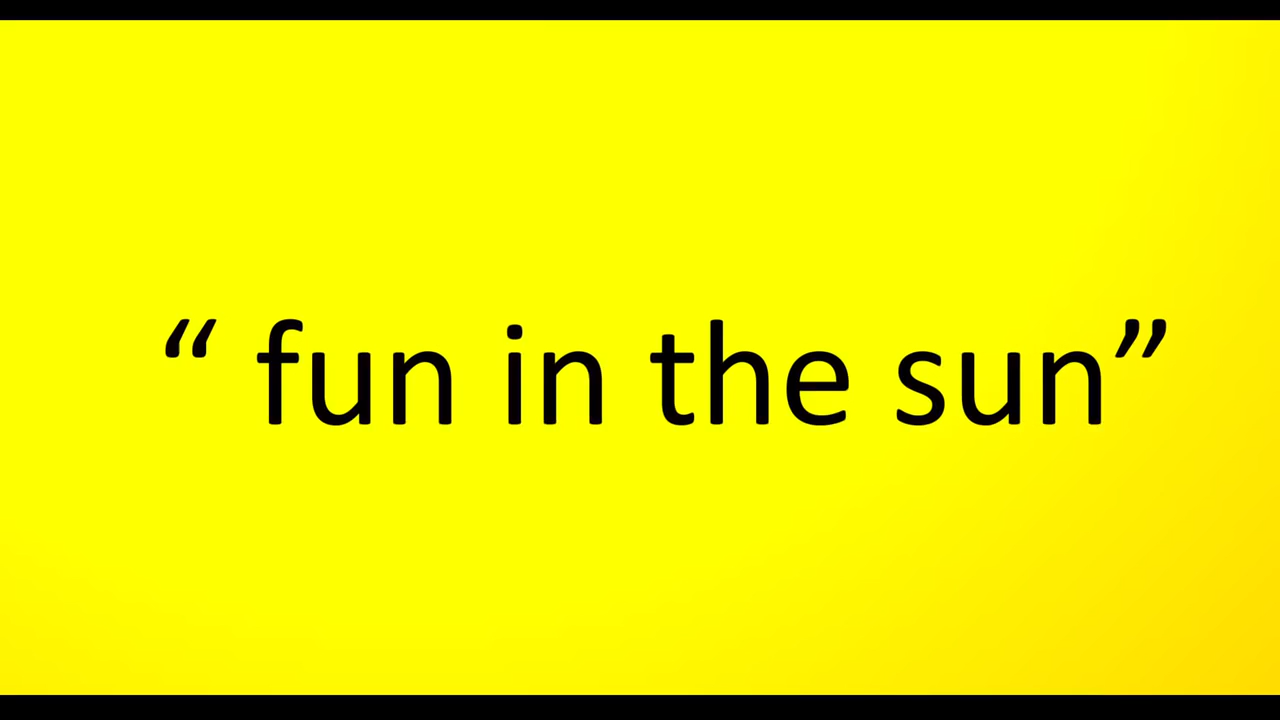 “ fun in the sun”